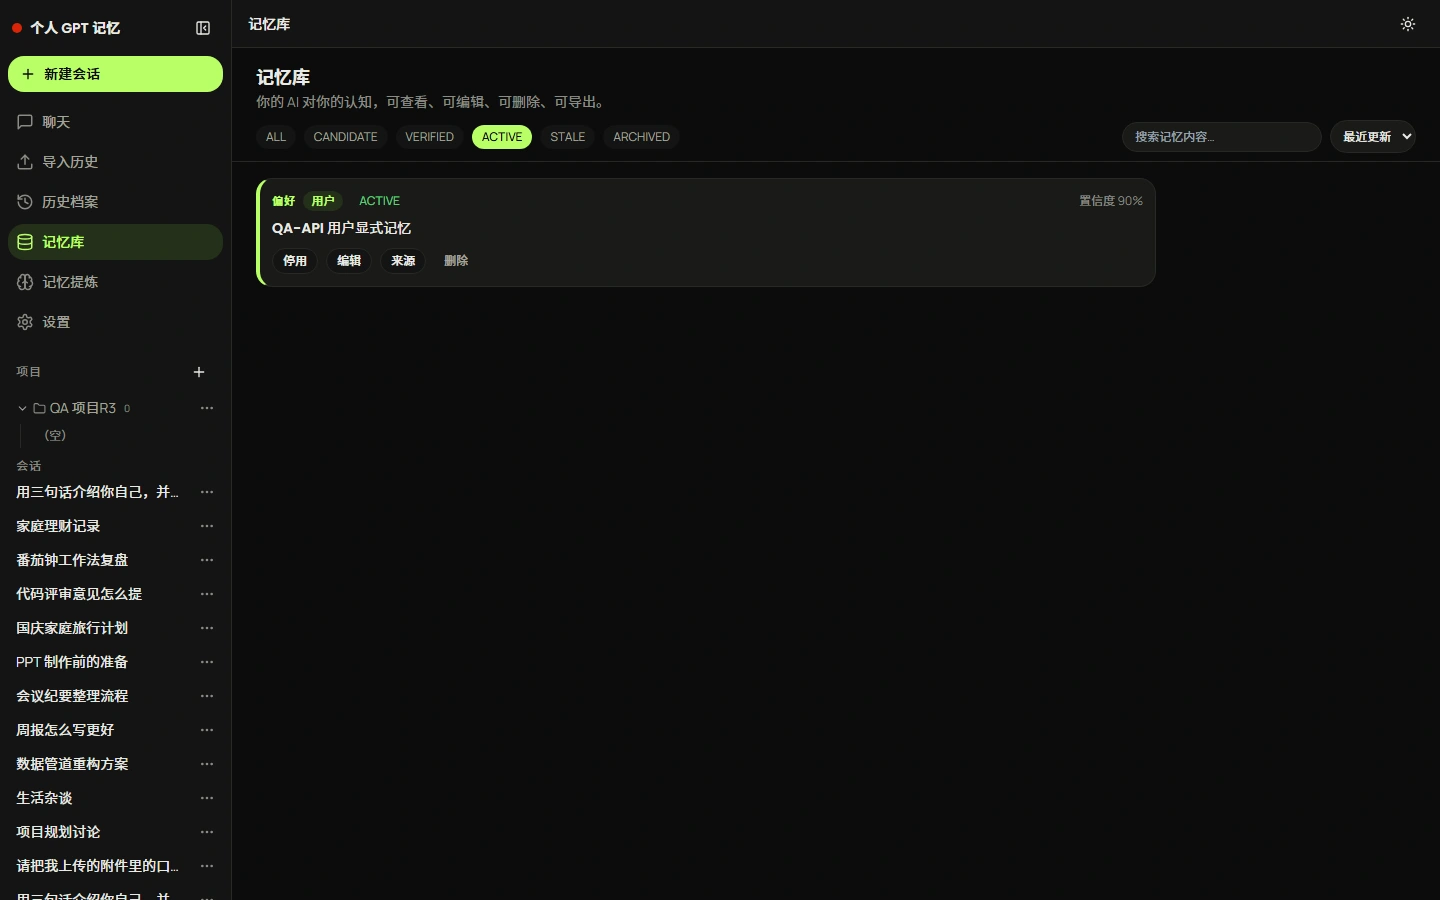 个人 GPT 记忆
新建会话
聊天
导入历史
历史档案
记忆库
记忆提炼
设置
项目
QA 项目R3 0
（空）
会话
用三句话介绍你自己，并…
家庭理财记录
番茄钟工作法复盘
代码评审意见怎么提
国庆家庭旅行计划
PPT 制作前的准备
会议纪要整理流程
周报怎么写更好
数据管道重构方案
生活杂谈
项目规划讨论
请把我上传的附件里的口…
用三句话介绍你自己，并…
记忆库
记忆库
你的 AI 对你的认知，可查看、可编辑、可删除、可导出。
ALL CANDIDATE VERIFIED ACTIVE STALE ARCHIVED 搜索记忆内容... 最近更新
偏好 用户 ACTIVE 置信度 90%
QA-API 用户显式记忆
停用 编辑 来源 删除